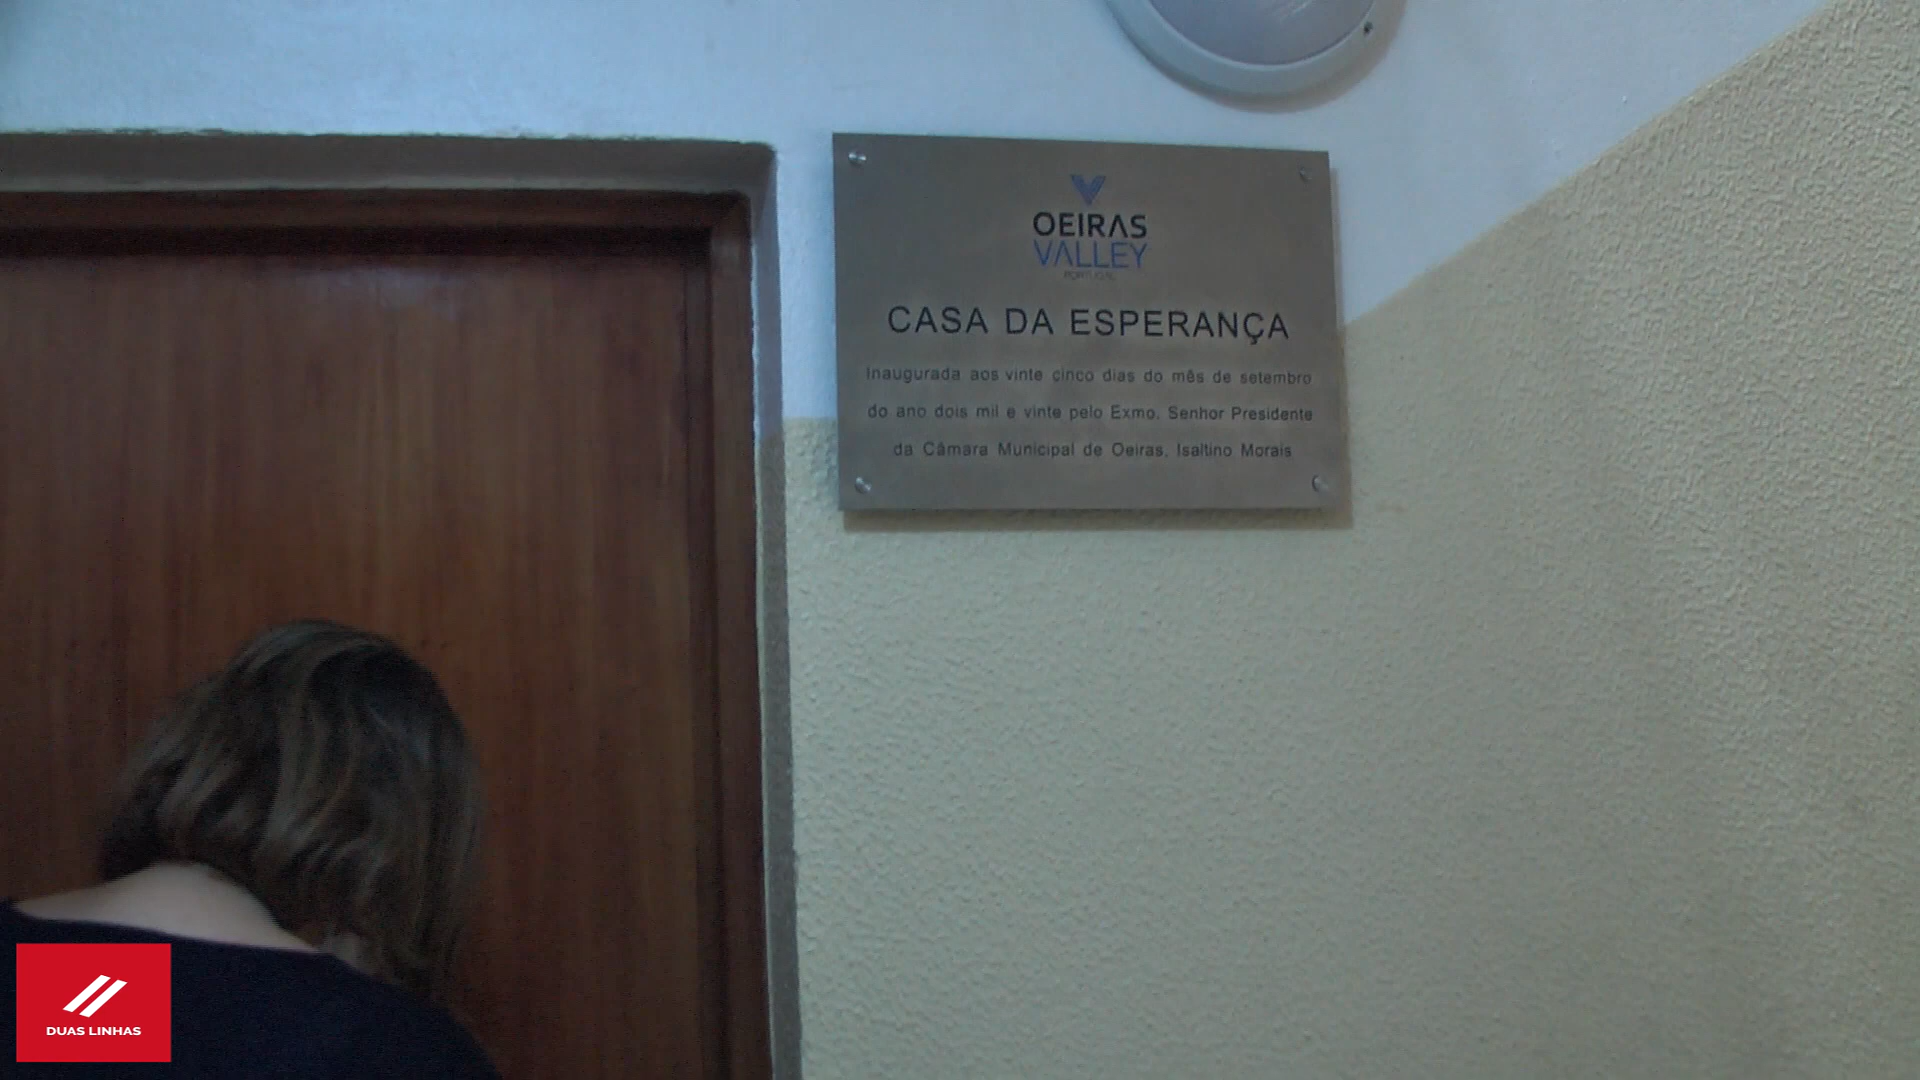 OEIRAS
VALLEY
PORTUGAL
CASA DA ESPERANÇA
Inaugurada aos vinte cinco dias do mês de setembro
do ano dois mil e vinte pelo Exmo. Senhor Presidente
da Câmara Municipal de Oeiras, Isaltino Morais
DUAS LINHAS